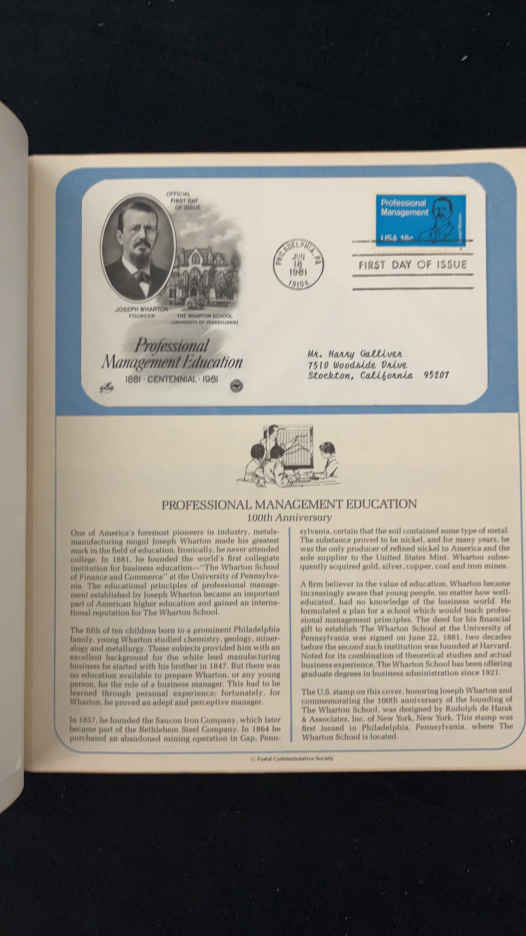 OFFICIAL
FIRST DAY
OF ISSUE
JOSEPH WHARTON
FOUNDER
THE WHARTON SCHOOL
UNIVERSITY OF PENNSYLVANIA
Professional
Management Education
1881 · CENTENNIAL · 1981
PHILADELPHIA, PA
JUN
18
1981
19104
Professional
Management
USA 18c
FIRST DAY OF ISSUE
Mr. Harry Galliver
7510 Woodside Drive
Stockton, California 95207
PROFESSIONAL MANAGEMENT EDUCATION
100th Anniversary
One of America's foremost pioneers in industry, metals-
manufacturing mogul Joseph Wharton made his greatest
mark in the field of education. Ironically, he never attended
college. In 1881, he founded the world's first collegiate
institution for business education—"The Wharton School
of Finance and Commerce" at the University of Pennsylva-
nia. The educational principles of professional manage-
ment established by Joseph Wharton became an important
part of American higher education and gained an interna-
tional reputation for The Wharton School.
The fifth of ten children born to a prominent Philadelphia
family, young Wharton studied chemistry, geology, miner-
alogy and metallurgy. These subjects provided him with an
excellent background for the white lead manufacturing
business he started with his brother in 1847. But there was
no education available to prepare Wharton, or any young
person, for the role of a business manager. This had to be
learned through personal experience; fortunately, for
Wharton, he proved an adept and perceptive manager.
In 1857, he founded the Saucon Iron Company, which later
became part of the Bethlehem Steel Company. In 1864 he
purchased an abandoned mining operation in Gap, Penn-
sylvania, certain that the soil contained some type of metal.
The substance proved to be nickel, and for many years, he
was the only producer of refined nickel in America and the
sole supplier to the United States Mint. Wharton subse-
quently acquired gold, silver, copper, coal and iron mines.
A firm believer in the value of education, Wharton became
increasingly aware that young people, no matter how well-
educated, had no knowledge of the business world. He
formulated a plan for a school which would teach profes-
sional management principles. The deed for his financial
gift to establish The Wharton School at the University of
Pennsylvania was signed on June 22, 1881, two decades
before the second such institution was founded at Harvard.
Noted for its combination of theoretical studies and actual
business experience, The Wharton School has been offering
graduate degrees in business administration since 1921.
The U.S. stamp on this cover, honoring Joseph Wharton and
commemorating the 100th anniversary of the founding of
The Wharton School, was designed by Rudolph de Harak
& Associates, Inc. of New York, New York. This stamp was
first issued in Philadelphia, Pennsylvania, where The
Wharton School is located.
© Postal Commemorative Society